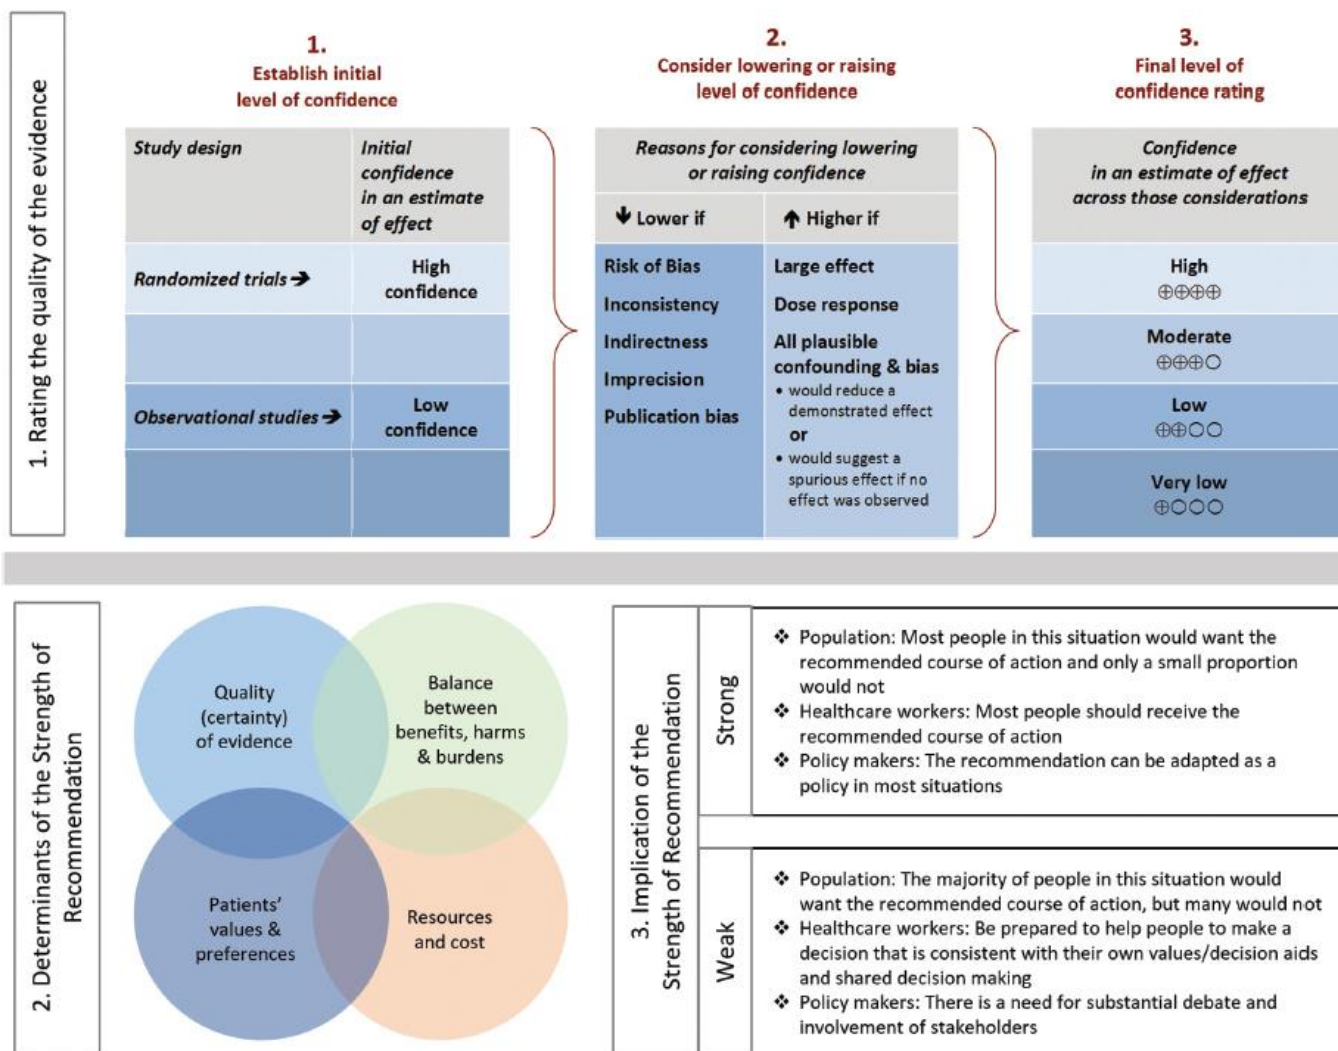 1. Rating the quality of the evidence
1.
Establish initial
level of confidence
Study design
Initial
confidence
in an estimate
of effect
Randomized trials ➔
High
confidence
Observational studies ➔
Low
confidence
2.
Consider lowering or raising
level of confidence
Reasons for considering lowering
or raising confidence
🡇 Lower if
🡅 Higher if
Risk of Bias
Inconsistency
Indirectness
Imprecision
Publication bias
Large effect
Dose response
All plausible
confounding & bias
• would reduce a
demonstrated effect
or
• would suggest a
spurious effect if no
effect was observed
3.
Final level of
confidence rating
Confidence
in an estimate of effect
across those considerations
High
⊕⊕⊕⊕
Moderate
⊕⊕⊕○
Low
⊕⊕○○
Very low
⊕○○○
2. Determinants of the Strength of
Recommendation
Quality
(certainty)
of evidence
Balance
between
benefits, harms
& burdens
Patients'
values &
preferences
Resources
and cost
3. Implication of the
Strength of Recommendation
Strong
❖ Population: Most people in this situation would want the
recommended course of action and only a small proportion
would not
❖ Healthcare workers: Most people should receive the
recommended course of action
❖ Policy makers: The recommendation can be adapted as a
policy in most situations
Weak
❖ Population: The majority of people in this situation would
want the recommended course of action, but many would not
❖ Healthcare workers: Be prepared to help people to make a
decision that is consistent with their own values/decision aids
and shared decision making
❖ Policy makers: There is a need for substantial debate and
involvement of stakeholders